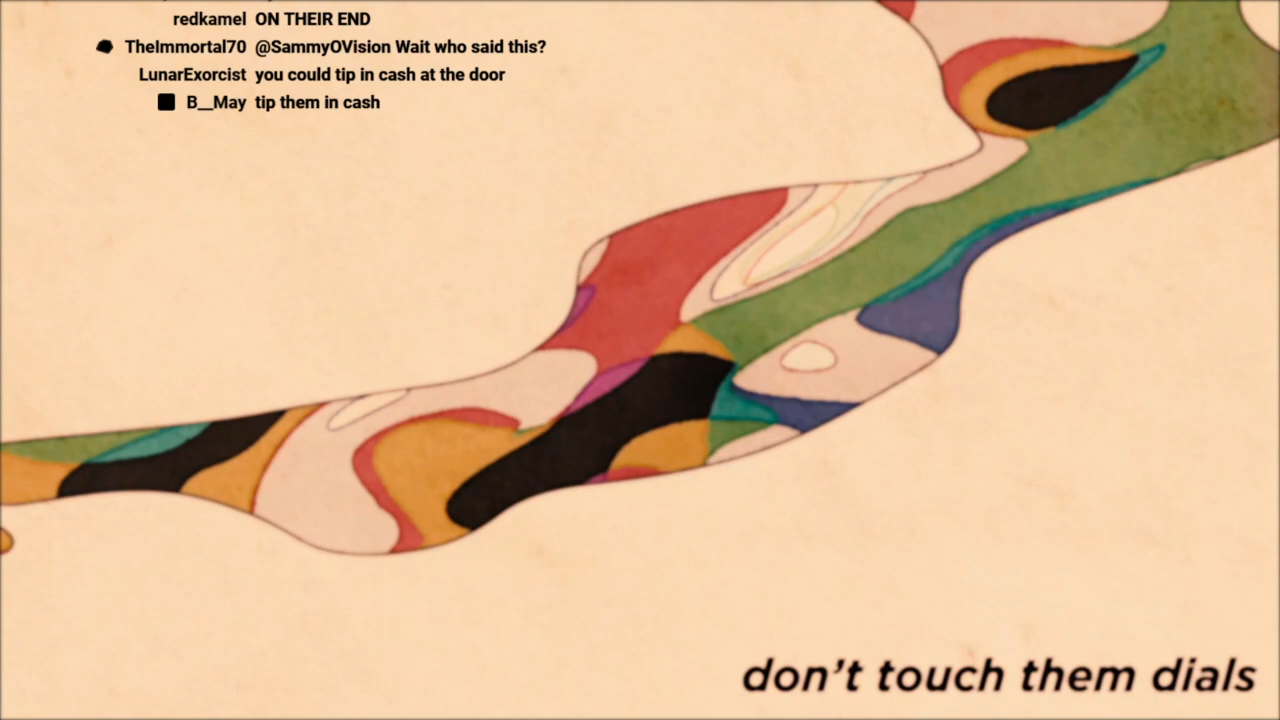 redkamel ON THEIR END
TheImmortal70 @SammyOVision Wait who said this?
LunarExorcist you could tip in cash at the door
B__May tip them in cash
don't touch them dials